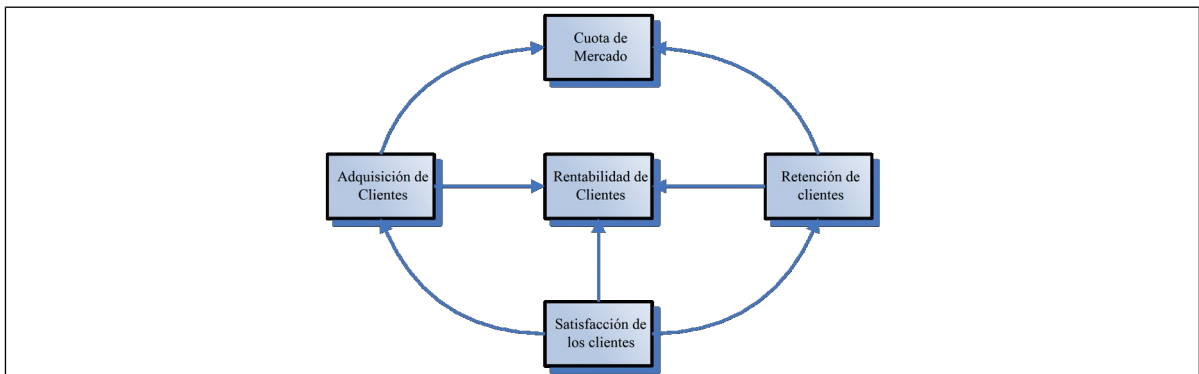 Cuota de
Mercado
Adquisición de
Clientes
Rentabilidad de
Clientes
Retención de
clientes
Satisfacción de
los clientes